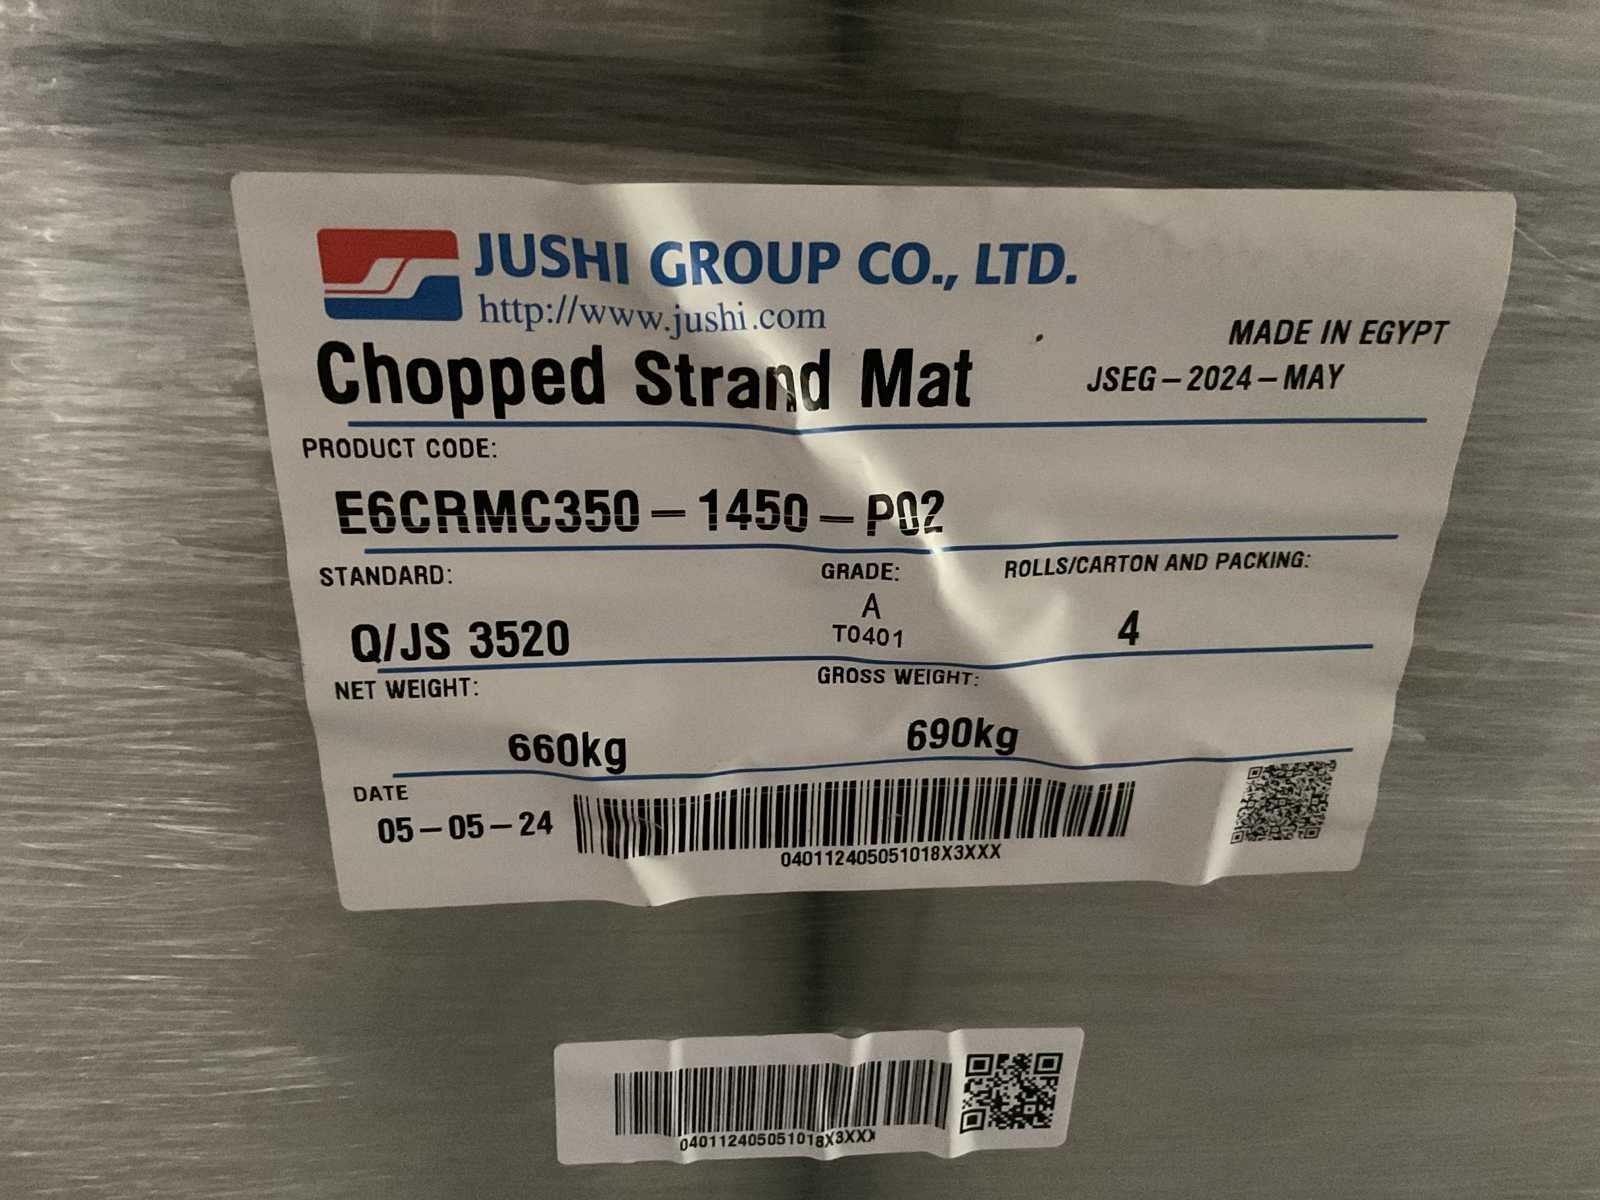 JUSHI GROUP CO., LTD.
http://www.jushi.com
MADE IN EGYPT
Chopped Strand Mat
JSEG-2024-MAY
PRODUCT CODE:
E6CRMC350-1450-P02
STANDARD:
GRADE:
ROLLS/CARTON AND PACKING:
Q/JS 3520
A
T0401
4
NET WEIGHT:
GROSS WEIGHT:
660kg
690kg
DATE
05-05-24
040112405051018X3XXX
040112405051018X3XXX